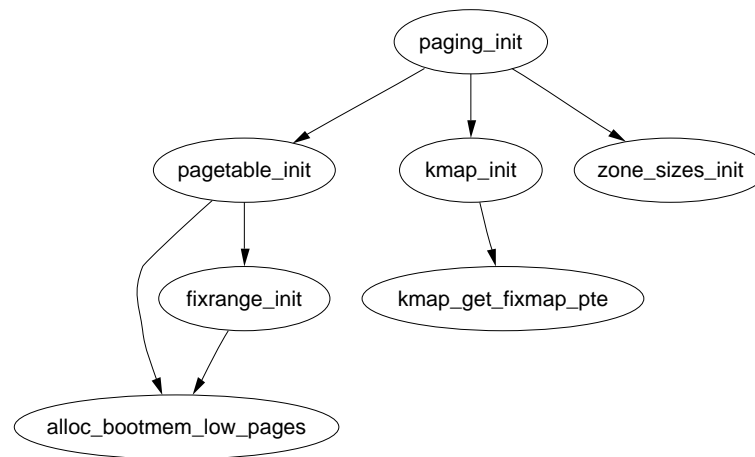 paging_init
pagetable_init
kmap_init
zone_sizes_init
fixrange_init
kmap_get_fixmap_pte
alloc_bootmem_low_pages